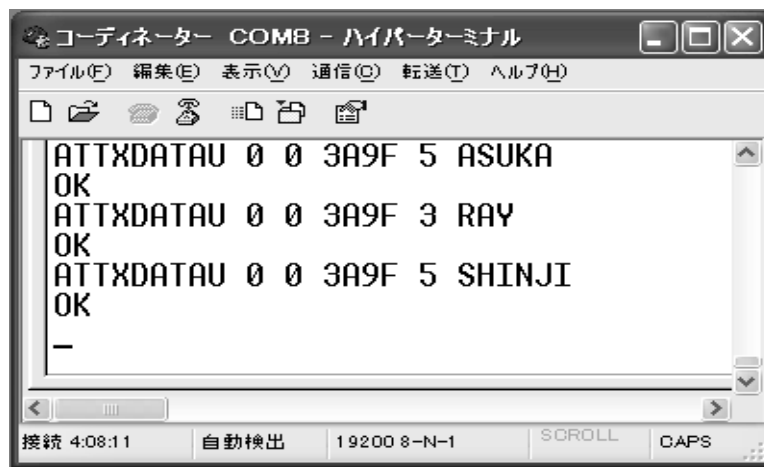 コーディネーター COM8 - ハイパーターミナル
ファイル(F) 編集(E) 表示(V) 通信(C) 転送(T) ヘルプ(H)
ATTXDATAU 0 0 3A9F 5 ASUKA
OK
ATTXDATAU 0 0 3A9F 3 RAY
OK
ATTXDATAU 0 0 3A9F 5 SHINJI
OK
接続 4:08:11 自動検出 19200 8-N-1 SCROLL CAPS